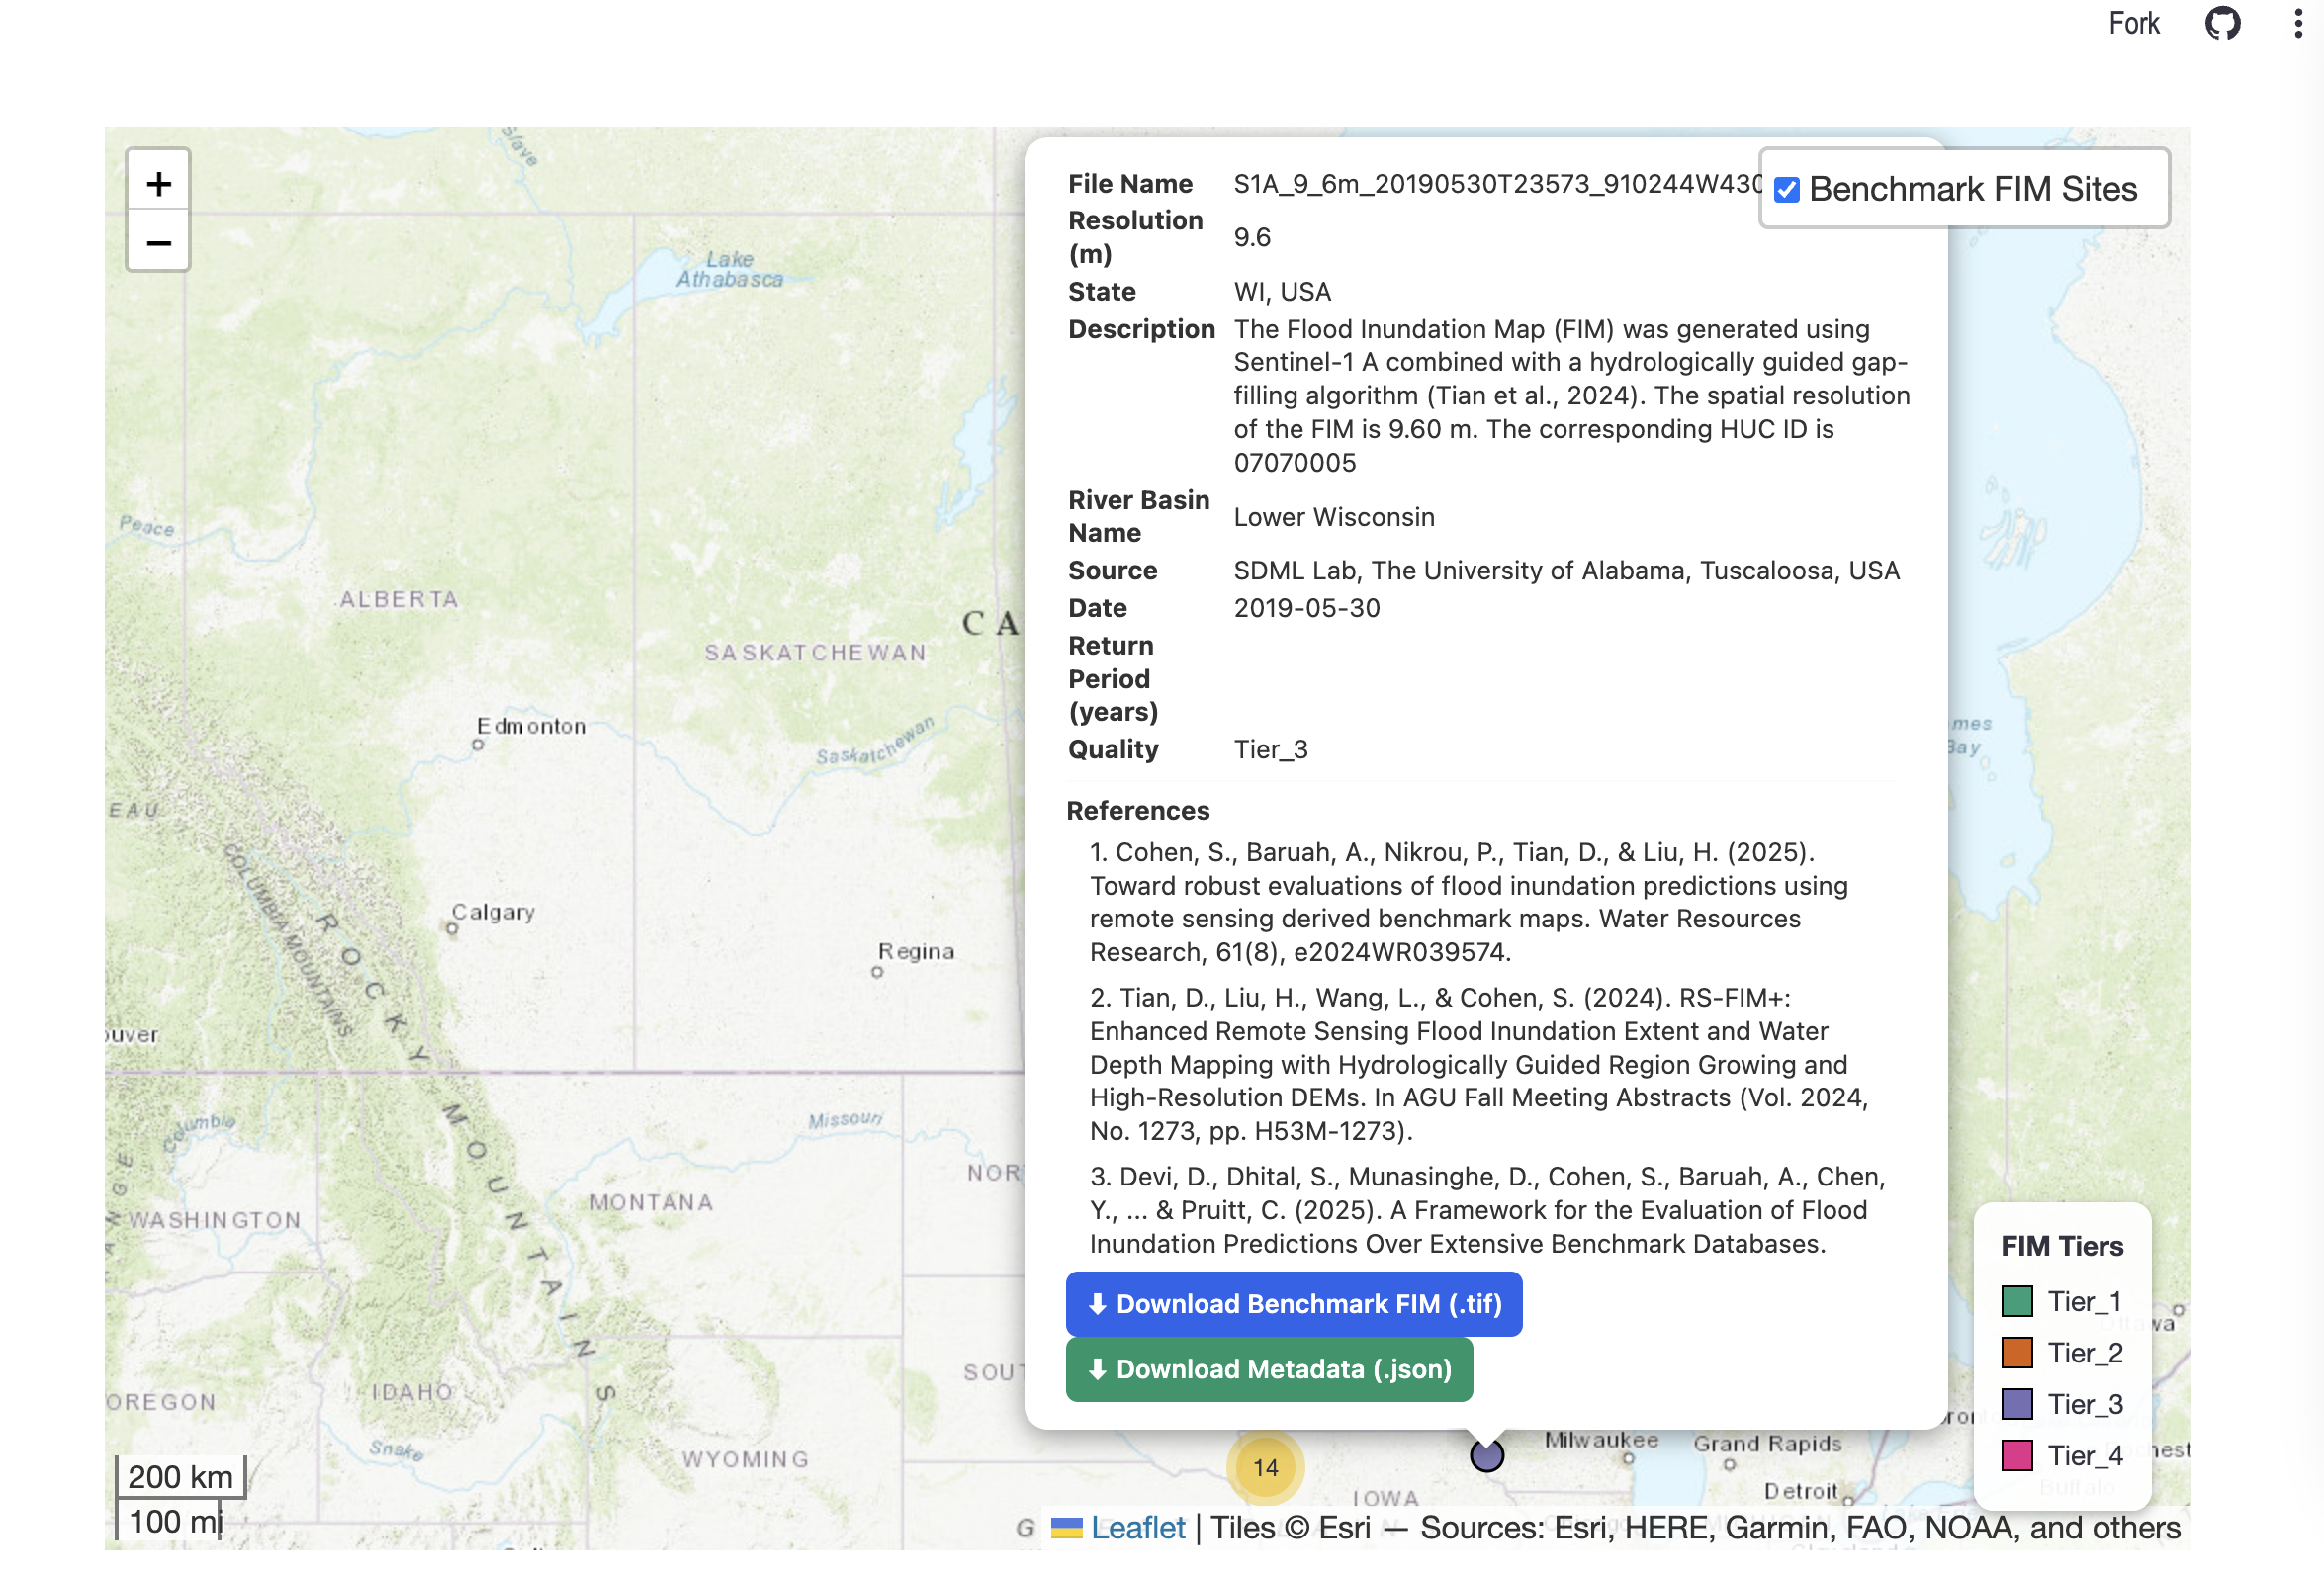 Fork
+
−
Benchmark FIM Sites
File Name S1A_9_6m_20190530T23573_910244W430
Resolution
(m) 9.6
State WI, USA
Description The Flood Inundation Map (FIM) was generated using
Sentinel-1 A combined with a hydrologically guided gap-
filling algorithm (Tian et al., 2024). The spatial resolution
of the FIM is 9.60 m. The corresponding HUC ID is
07070005
River Basin
Name Lower Wisconsin
Source SDML Lab, The University of Alabama, Tuscaloosa, USA
Date 2019-05-30
Return
Period
(years)
Quality Tier_3
References
1. Cohen, S., Baruah, A., Nikrou, P., Tian, D., & Liu, H. (2025).
Toward robust evaluations of flood inundation predictions using
remote sensing derived benchmark maps. Water Resources
Research, 61(8), e2024WR039574.
2. Tian, D., Liu, H., Wang, L., & Cohen, S. (2024). RS-FIM+:
Enhanced Remote Sensing Flood Inundation Extent and Water
Depth Mapping with Hydrologically Guided Region Growing and
High-Resolution DEMs. In AGU Fall Meeting Abstracts (Vol. 2024,
No. 1273, pp. H53M-1273).
3. Devi, D., Dhital, S., Munasinghe, D., Cohen, S., Baruah, A., Chen,
Y., ... & Pruitt, C. (2025). A Framework for the Evaluation of Flood
Inundation Predictions Over Extensive Benchmark Databases.
Download Benchmark FIM (.tif)
Download Metadata (.json)
Slave
Lake
Athabasca
Peace
ALBERTA
SASKATCHEWAN
CA
Edmonton
Saskatchewan
EAU
COLUMBIA MOUNTAINS
ROCKY MOUNTAINS
Calgary
Regina
ouver
Columbia
Missouri
NOR
MONTANA
WASHINGTON
RANGE
SOUT
IDAHO
OREGON
Snake
WYOMING
mes
Bay
14
Milwaukee
Grand Rapids
Detroit
IOWA
FIM Tiers
Tier_1
Tier_2
Tier_3
Tier_4
wa
ront
chest
Buffalo
200 km
100 mi
G
Leaflet | Tiles © Esri — Sources: Esri, HERE, Garmin, FAO, NOAA, and others